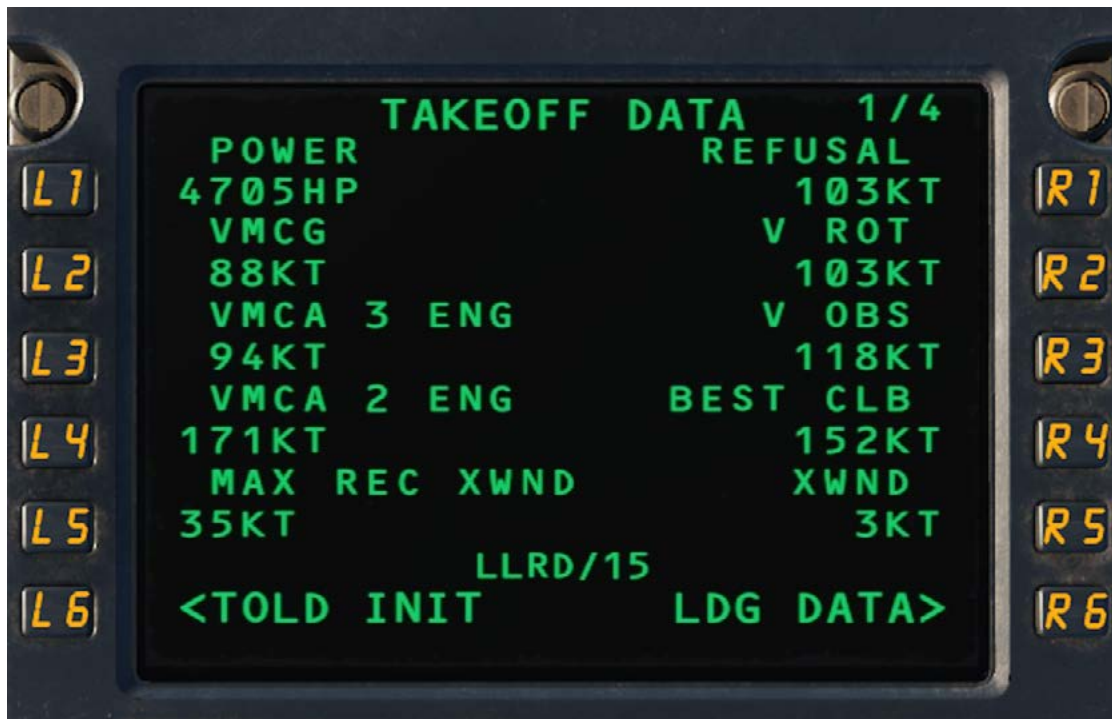 TAKEOFF DATA 1/4
POWER REFUSAL
L1 4705HP 103KT R1
VMCG V ROT
L2 88KT 103KT R2
VMCA 3 ENG V OBS
L3 94KT 118KT R3
VMCA 2 ENG BEST CLB
L4 171KT 152KT R4
MAX REC XWND XWND
L5 35KT 3KT R5
LLRD/15
L6 <TOLD INIT LDG DATA> R6